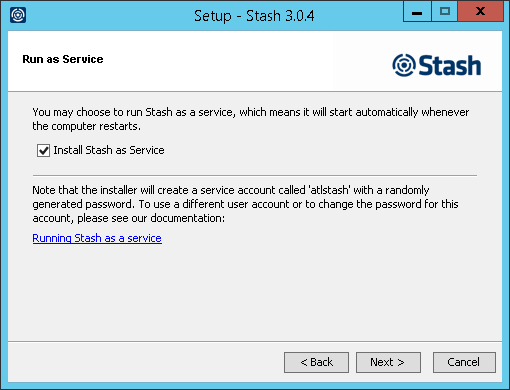 Setup - Stash 3.0.4
Run as Service
Stash
You may choose to run Stash as a service, which means it will start automatically whenever
the computer restarts.
Install Stash as Service
Note that the installer will create a service account called 'atlstash' with a randomly
generated password. To use a different user account or to change the password for this
account, please see our documentation:
Running Stash as a service
< Back
Next >
Cancel